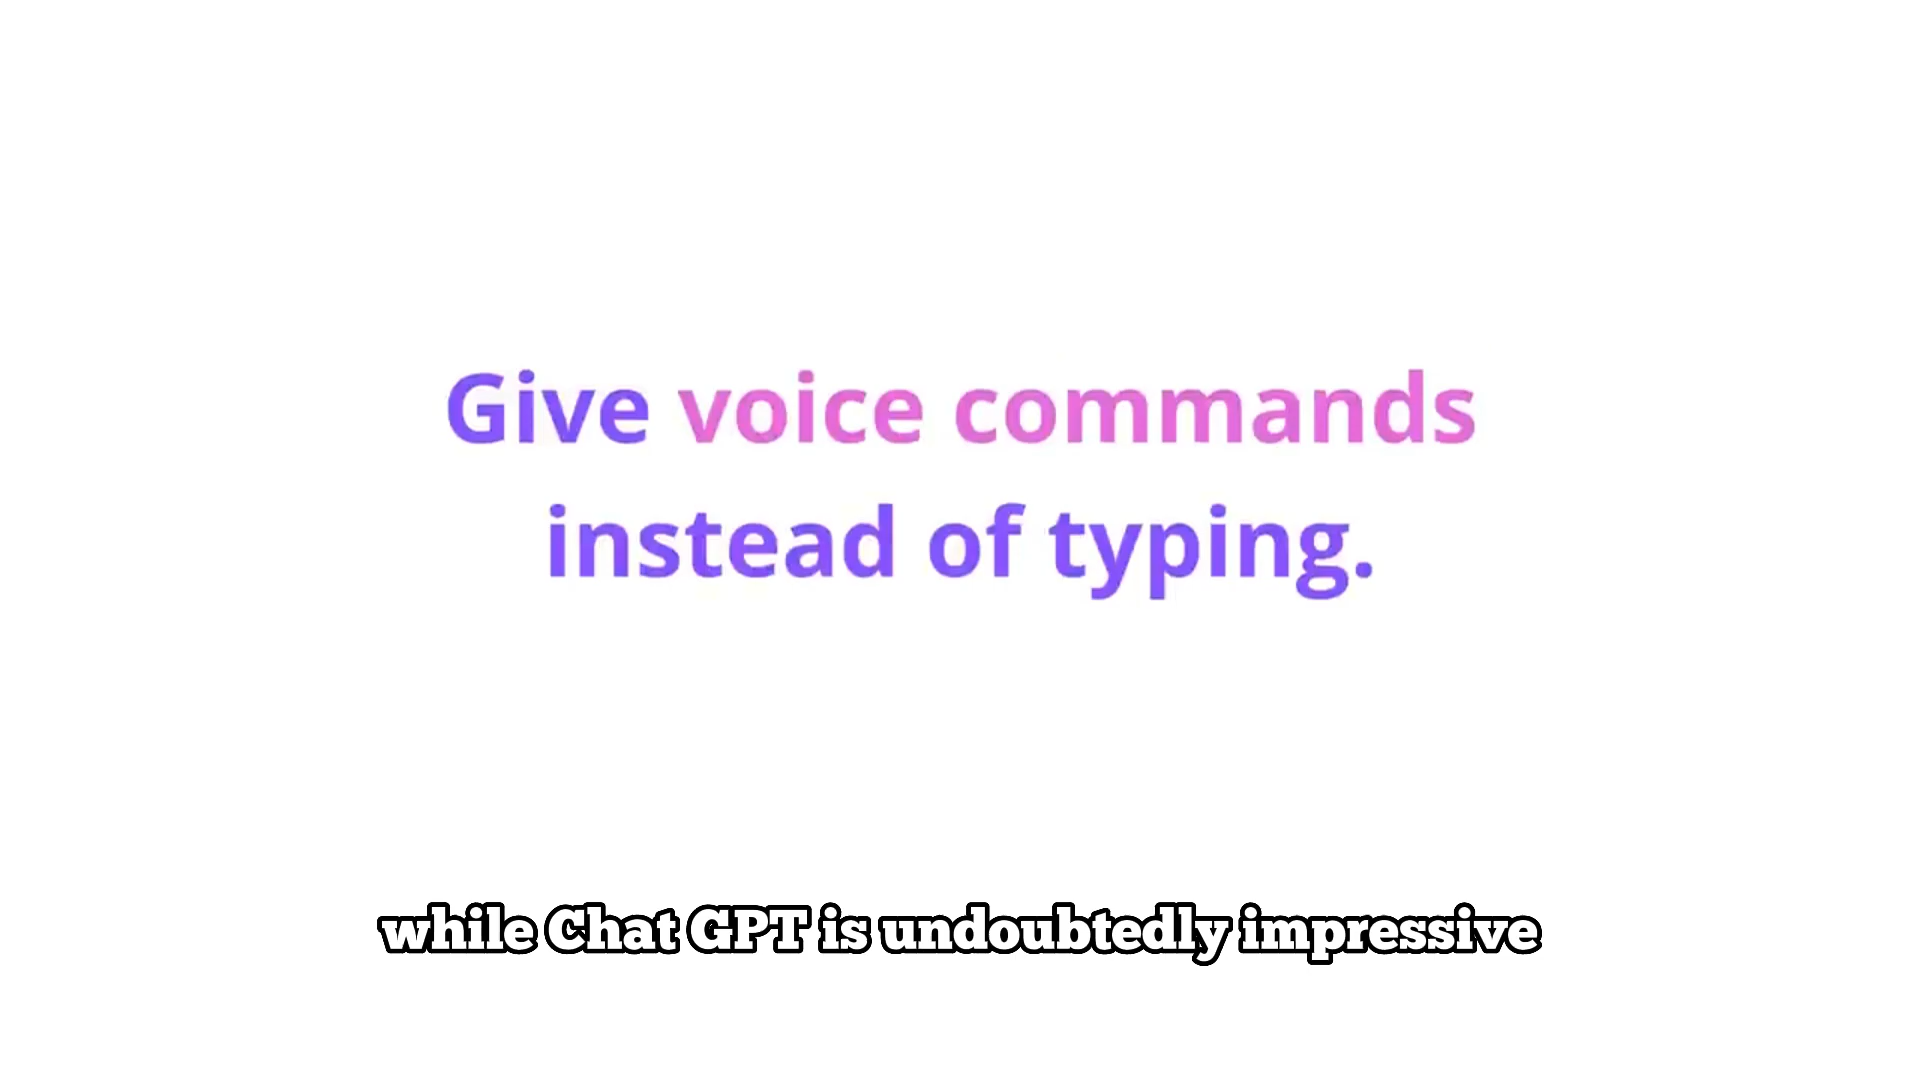 Give voice commands
instead of typing.
while Chat GPT is undoubtedly impressive